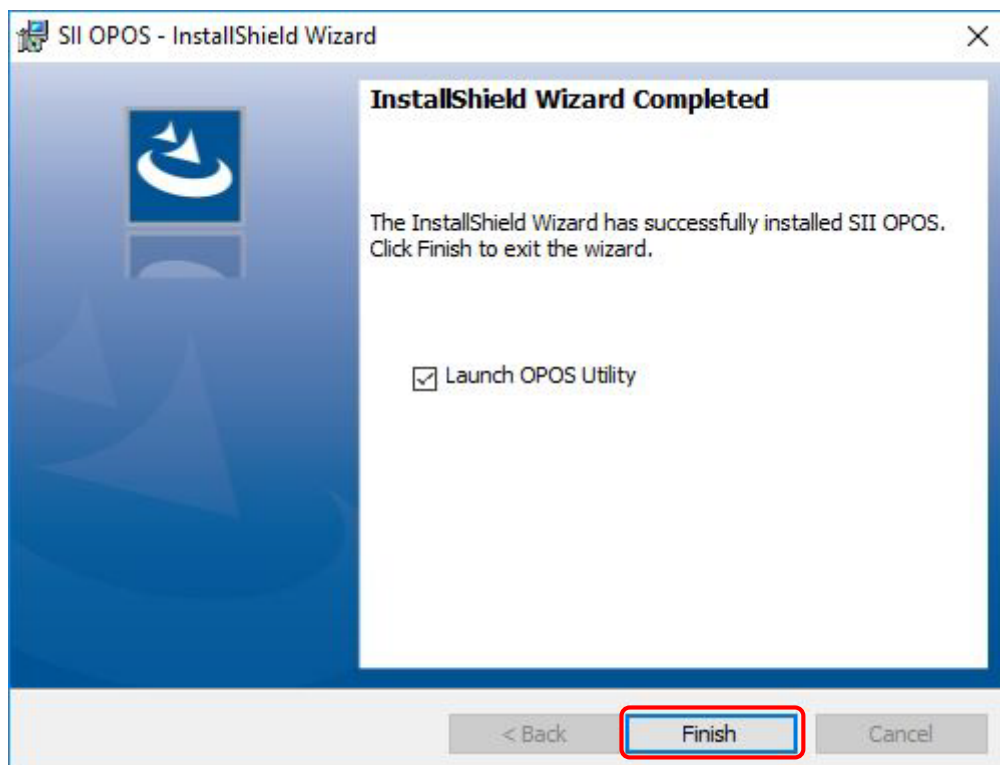 SII OPOS - InstallShield Wizard
InstallShield Wizard Completed
The InstallShield Wizard has successfully installed SII OPOS.
Click Finish to exit the wizard.
Launch OPOS Utility
< Back Finish Cancel